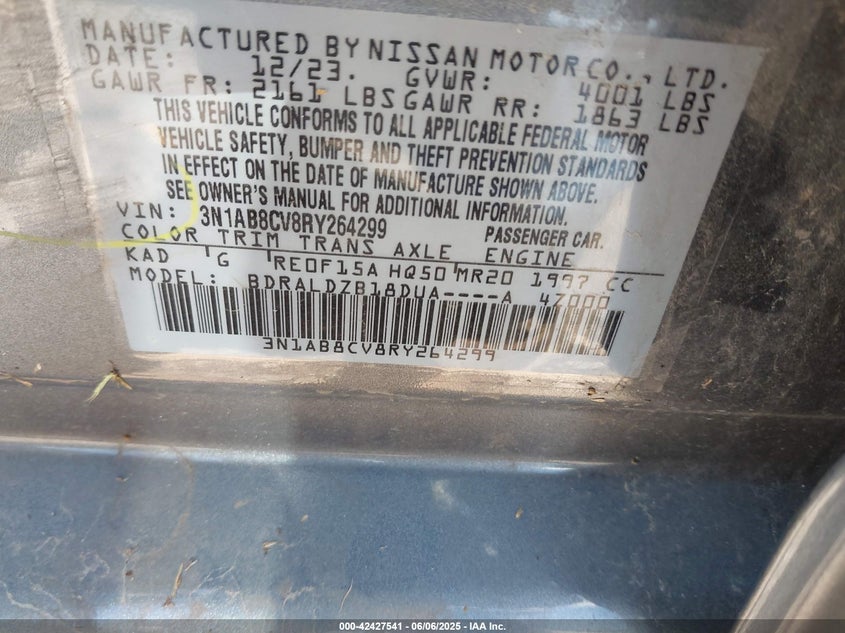 MANUFACTURED BY NISSAN MOTOR CO., LTD.
DATE: 12/23. GVWR: 4001 LBS
GAWR FR: 2161 LBS GAWR RR: 1863 LBS
THIS VEHICLE CONFORMS TO ALL APPLICABLE FEDERAL MOTOR
VEHICLE SAFETY, BUMPER AND THEFT PREVENTION STANDARDS
IN EFFECT ON THE DATE OF MANUFACTURE SHOWN ABOVE.
SEE OWNER'S MANUAL FOR ADDITIONAL INFORMATION.
VIN: 3N1AB8CV8RY264299 PASSENGER CAR.
COLOR TRIM TRANS AXLE ENGINE
KAD G RE0F15A HQ50 MR20 1997 CC
MODEL: BDRALDZB18DUA----A 4Z000
3N1AB8CV8RY264299
000-42427541 - 06/06/2025 - IAA Inc.